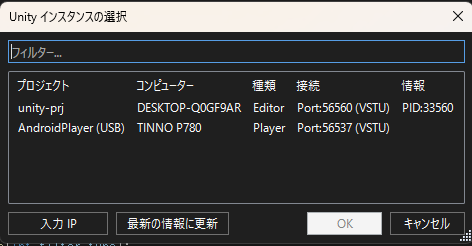 Unity インスタンスの選択
フィルター...
プロジェクト コンピューター 種類 接続 情報
unity-prj DESKTOP-Q0GF9AR Editor Port:56560 (VSTU) PID:33560
AndroidPlayer (USB) TINNO P780 Player Port:56537 (VSTU)
入力 IP 最新の情報に更新 OK キャンセル